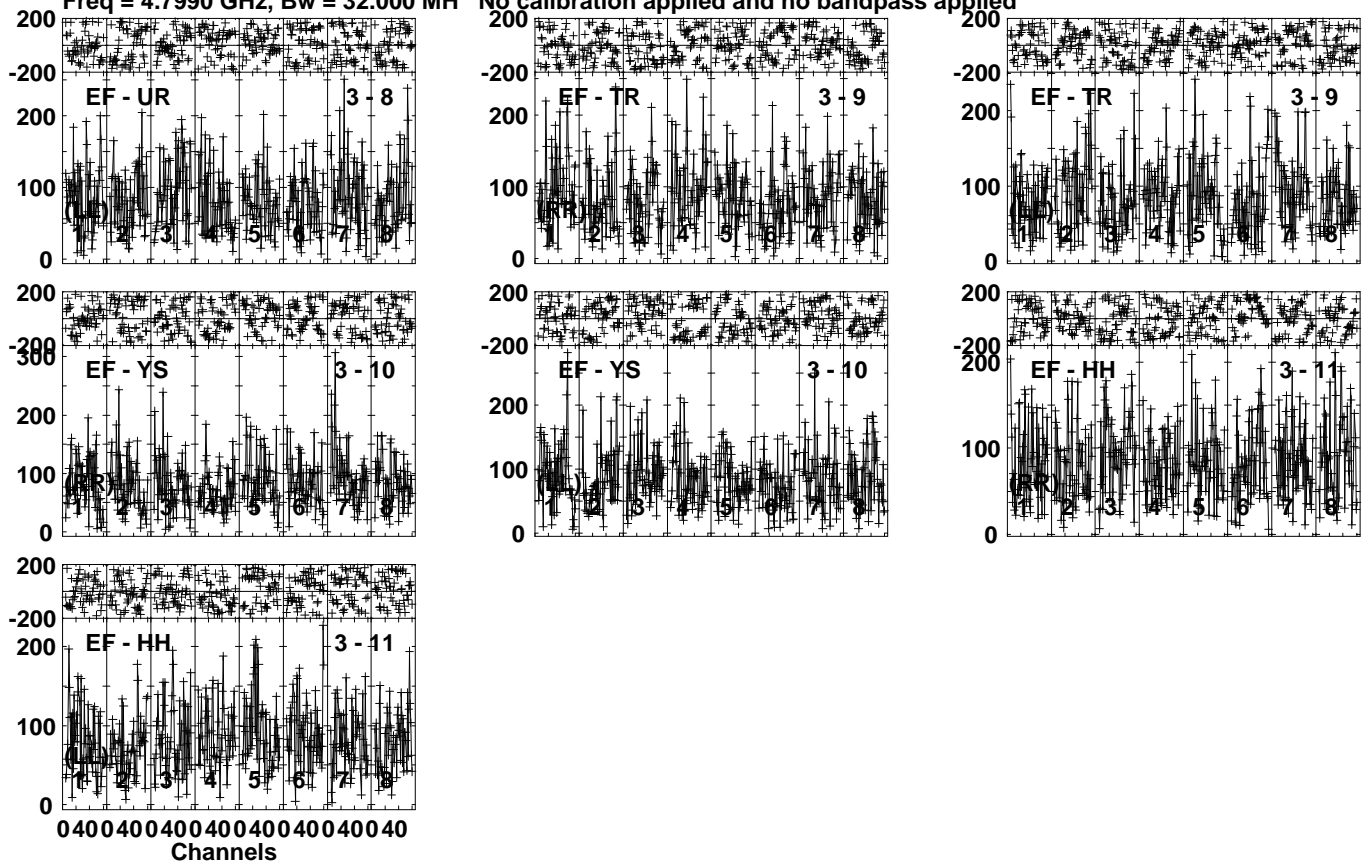 Freq = 4.7990 GHz, Bw = 32.000 MH No calibration applied and no bandpass applied
200 200 200
-200 -200 -200
EF - UR 3 - 8 EF - TR 3 - 9 EF - TR 3 - 9
200 200 200
100 100 100
(LL) (RR) (LL)
1 2 3 4 5 6 7 8 1 2 3 4 5 6 7 8 1 2 3 4 5 6 7 8
0 0 0
200 200 200
-200 -200 -200
300 200
EF - YS 3 - 10 EF - YS 3 - 10 EF - HH 3 - 11
200 200
100 100 100
(RR) (LL) (RR)
1 2 3 4 5 6 7 8 1 2 3 4 5 6 7 8 1 2 3 4 5 6 7 8
0 0 0
200
-200
EF - HH 3 - 11
200
100
(LL)
1 2 3 4 5 6 7 8
0
0 40 0 40 0 40 0 40 0 40 0 40 0 40 0 40
Channels